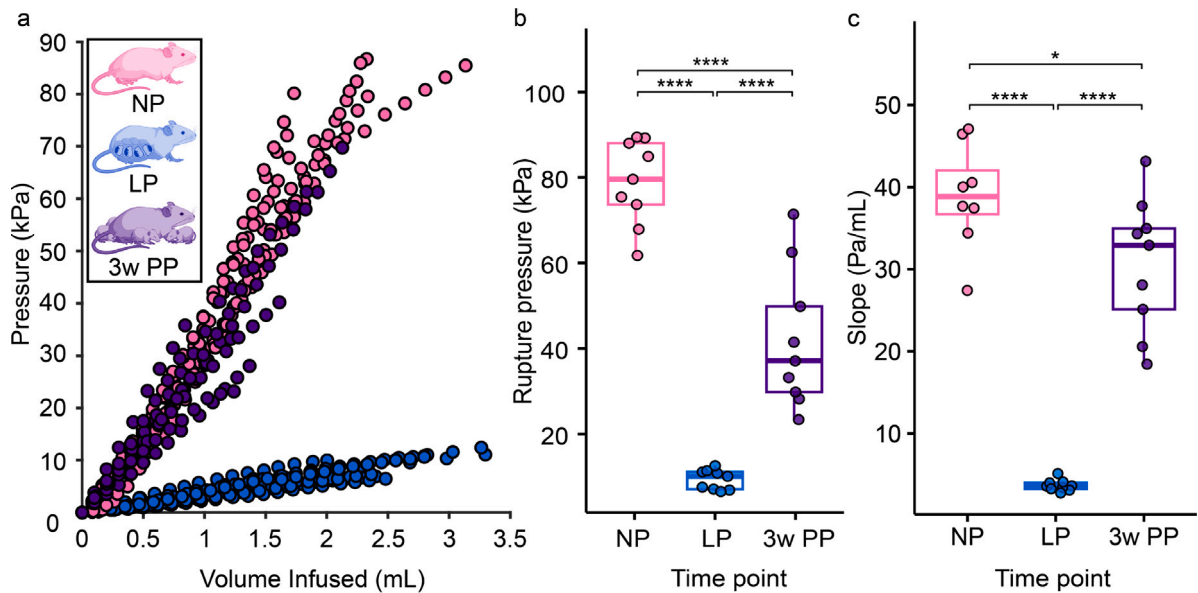 a
Pressure (kPa)
90
80
70
60
50
40
30
20
10
0
NP
LP
3w PP
0 0.5 1 1.5 2 2.5 3 3.5
Volume Infused (mL)
b
Rupture pressure (kPa)
100
80
60
40
20
****
**** ****
NP LP 3w PP
Time point
c
Slope (Pa/mL)
50
40
30
20
10
*
**** ****
NP LP 3w PP
Time point